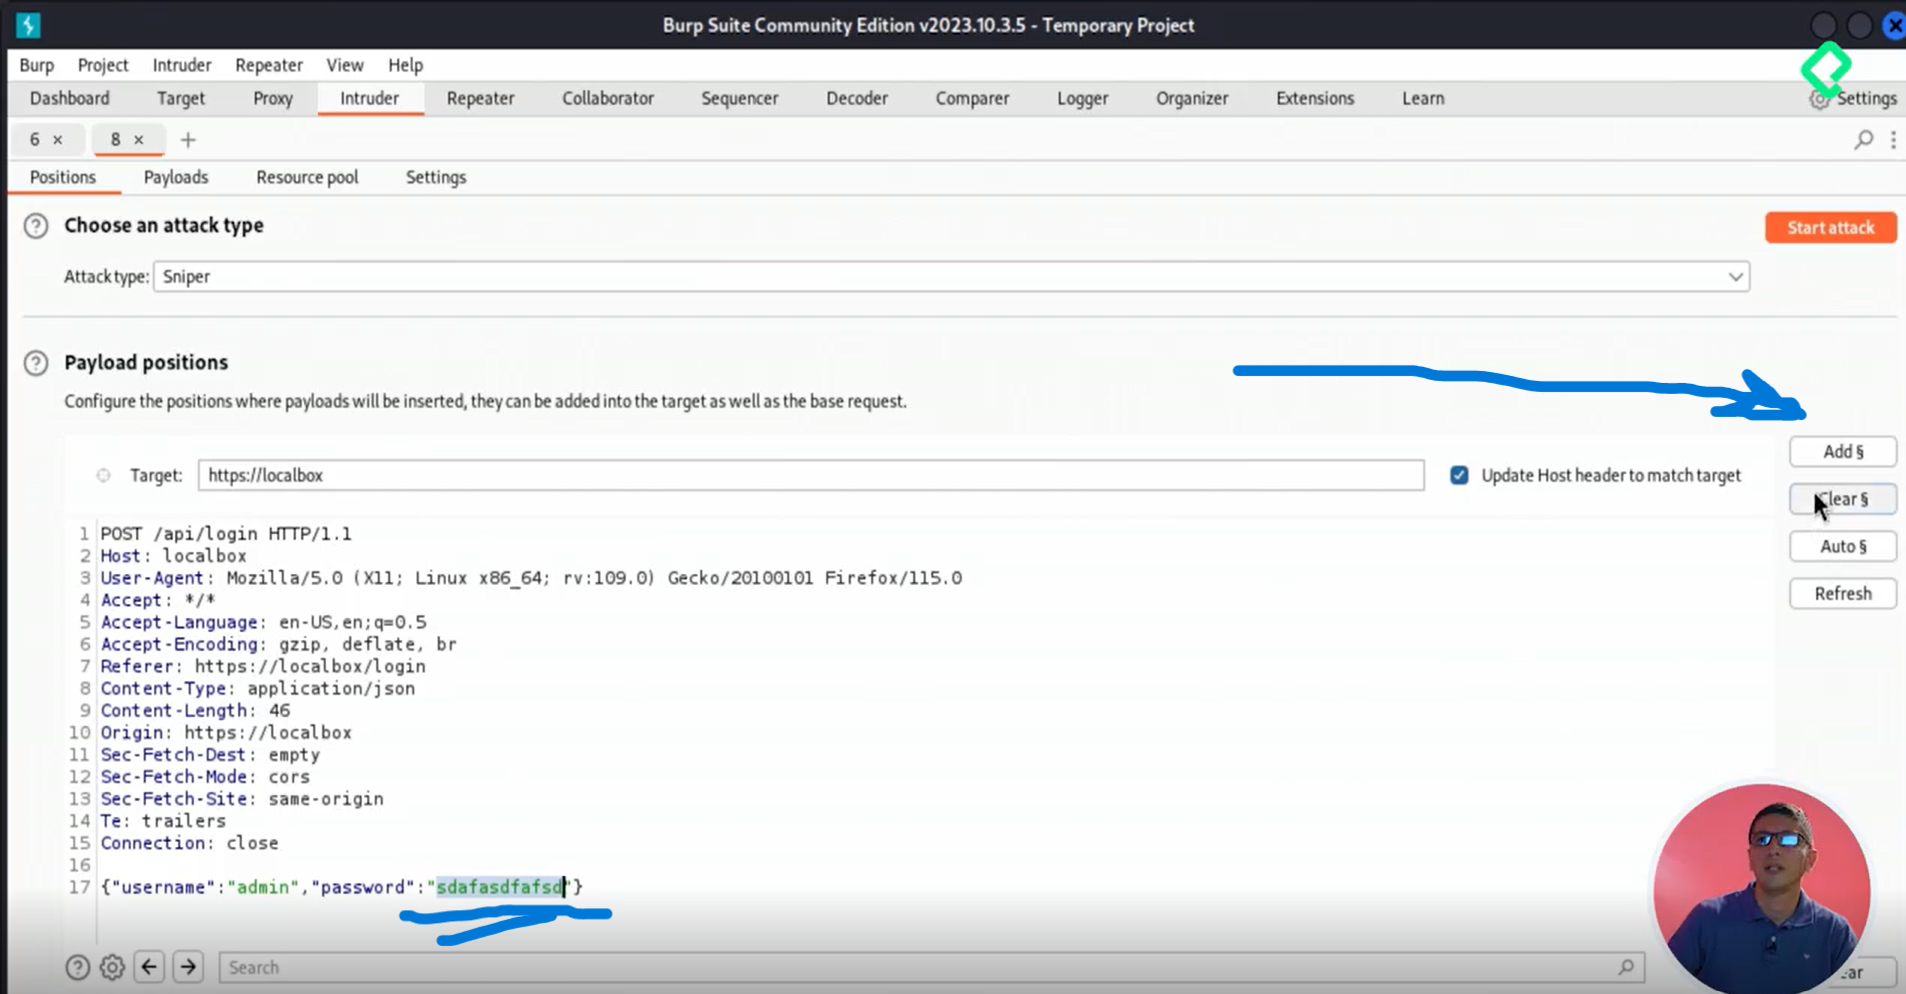 Burp Suite Community Edition v2023.10.3.5 - Temporary Project
Burp Project Intruder Repeater View Help
Dashboard Target Proxy Intruder Repeater Collaborator Sequencer Decoder Comparer Logger Organizer Extensions Learn Settings
6 × 8 × +
Positions Payloads Resource pool Settings
? Choose an attack type Start attack
Attack type: Sniper
? Payload positions
Configure the positions where payloads will be inserted, they can be added into the target as well as the base request.
Add §
Target: https://localbox Update Host header to match target
Clear §
1 POST /api/login HTTP/1.1
Auto §
2 Host: localbox
3 User-Agent: Mozilla/5.0 (X11; Linux x86_64; rv:109.0) Gecko/20100101 Firefox/115.0
Refresh
4 Accept: */*
5 Accept-Language: en-US,en;q=0.5
6 Accept-Encoding: gzip, deflate, br
7 Referer: https://localbox/login
8 Content-Type: application/json
9 Content-Length: 46
10 Origin: https://localbox
11 Sec-Fetch-Dest: empty
12 Sec-Fetch-Mode: cors
13 Sec-Fetch-Site: same-origin
14 Te: trailers
15 Connection: close
16
17 {"username":"admin","password":"sdafasdfafsd"}
? Search